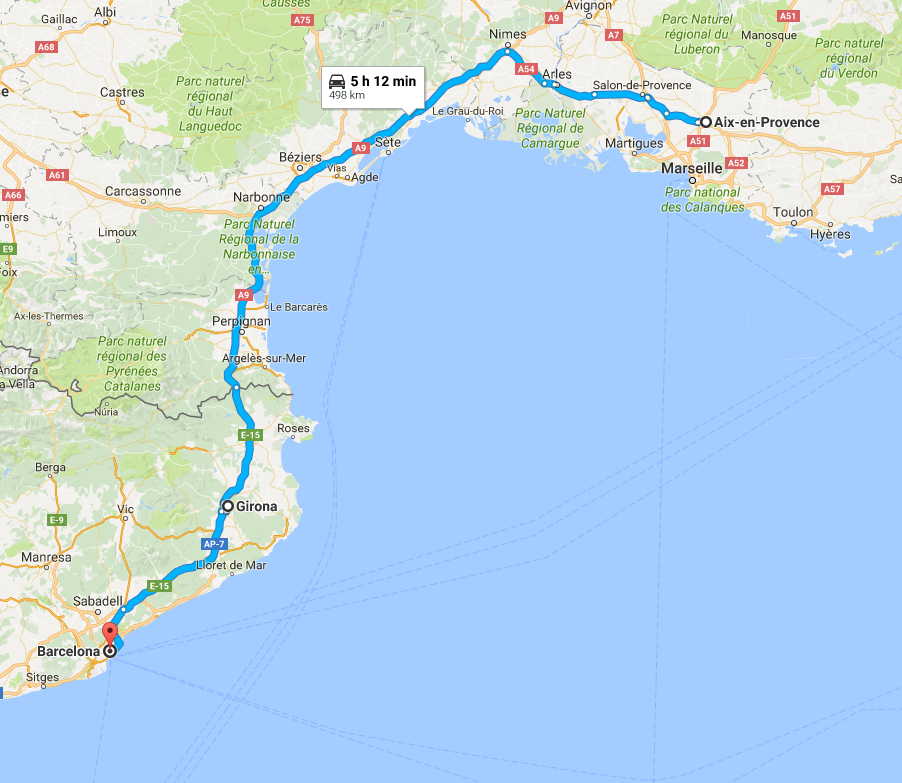 Causses
Gaillac
Albi
A75
A9
Avignon
A51
A68
Parc Naturel
régional du
Luberon
Manosque
Nimes
A7
Parc naturel
régional
du Verdon
5 h 12 min
498 km
A54
Arles
Salon-de-Provence
Castres
Parc naturel
régional
du Haut
Languedoc
Le Grau-du-Roi
Parc Naturel
Régional de
Camargue
Aix-en-Provence
A9
Sète
Martigues
A51
Béziers
Vias
Agde
Marseille
A52
A61
A66
Carcassonne
Narbonne
Parc national
des Calanques
A57
Toulon
Hyères
miers
Limoux
Parc Naturel
Régional de la
Narbonnaise
en...
E9
Foix
A9
Le Barcarès
Ax-les-Thermes
Perpignan
Parc naturel
régional des
Pyrénées
Catalanes
Argelès-sur-Mer
Andorra
la Vella
Núria
Roses
E-15
Berga
Vic
Girona
E-9
AP-7
Manresa
Lloret de Mar
E-15
Sabadell
Barcelona
Sitges